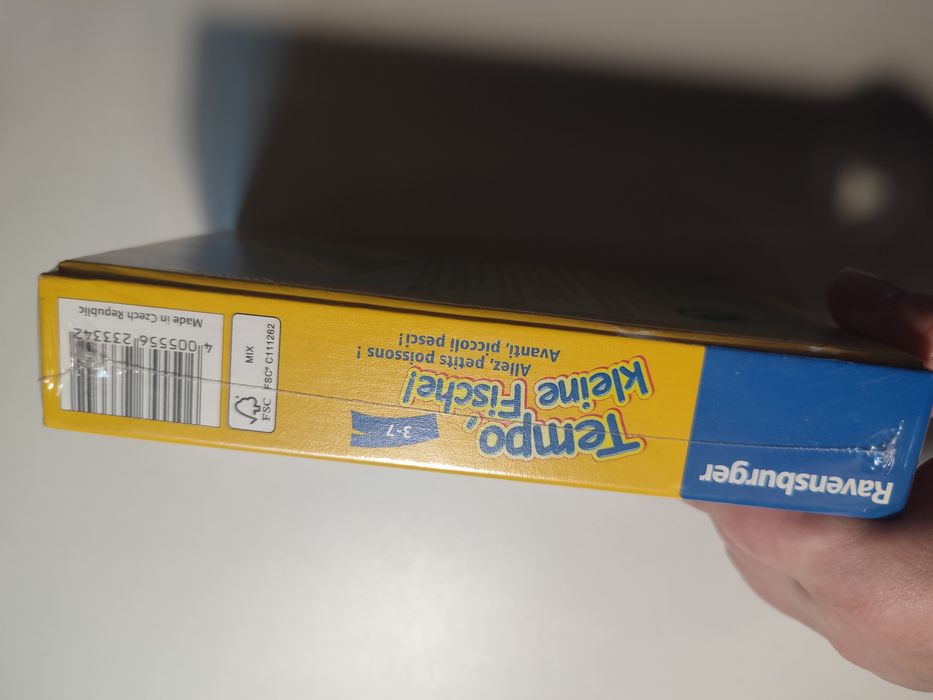 Ravensburger
Tempo,
kleine Fische!
3-7
Allez, petits poissons !
Avanti, piccoli pesci!
FSC
MIX
FSC® C111262
4 005556 233342
Made in Czech Republic